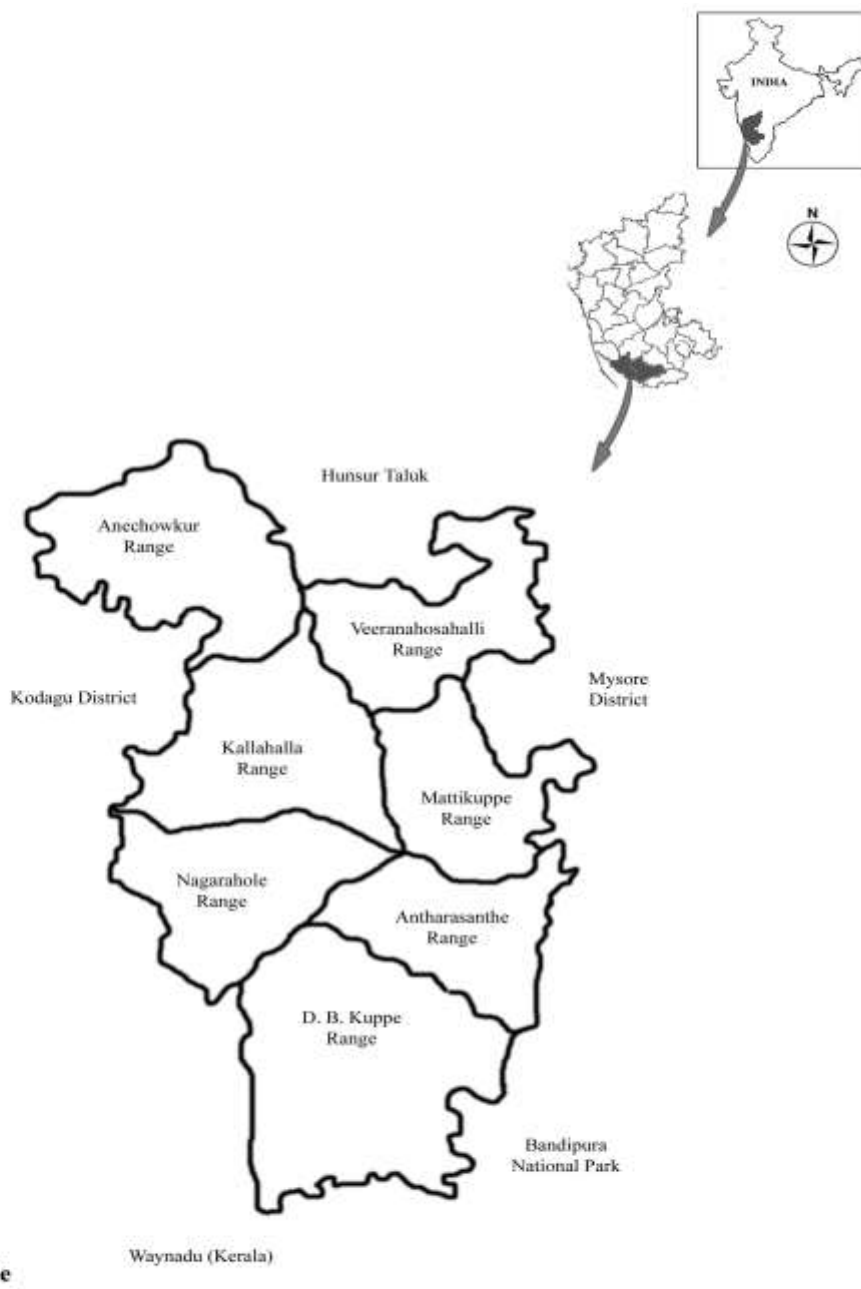 INIHA
N
Hunsur Taluk
Anechowkur
Range
Veeranahosahalli
Range
Mysore
District
Kodagu District
Kallahalla
Range
Mattikuppe
Range
Nagarahole
Range
Antharasanthe
Range
D. B. Kuppe
Range
Bandipura
National Park
Waynadu (Kerala)
e